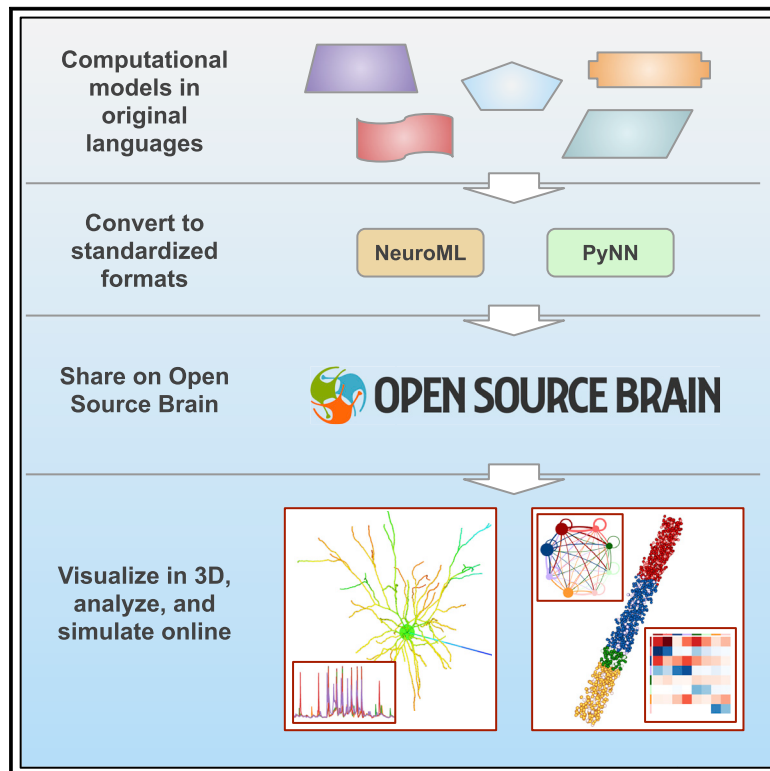 Computational
models in
original
languages
Convert to
standardized
formats
NeuroML
PyNN
Share on Open
Source Brain
OPEN SOURCE BRAIN
Visualize in 3D,
analyze, and
simulate online